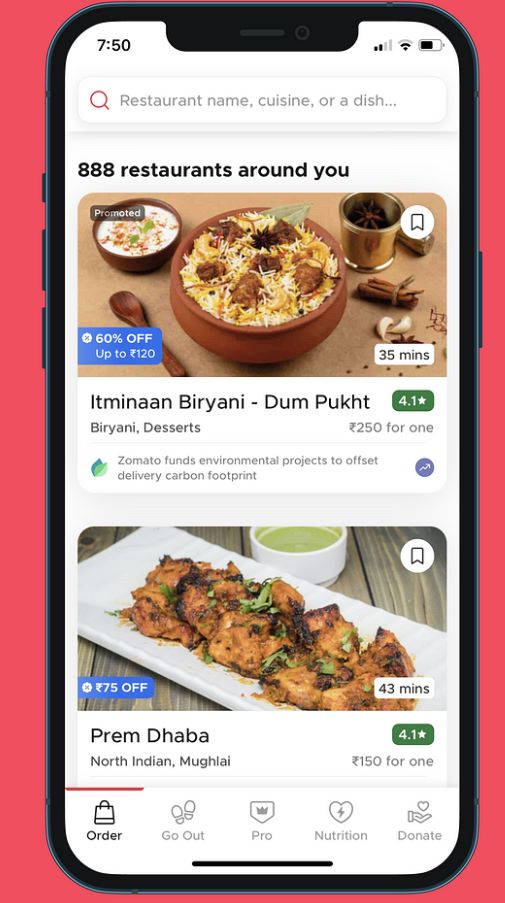 7:50
Restaurant name, cuisine, or a dish...
888 restaurants around you
Promoted
60% OFF
Up to ₹120
35 mins
Itminaan Biryani - Dum Pukht
4.1★
Biryani, Desserts
₹250 for one
Zomato funds environmental projects to offset
delivery carbon footprint
₹75 OFF
43 mins
Prem Dhaba
4.1★
North Indian, Mughlai
₹150 for one
Order
Go Out
Pro
Nutrition
Donate